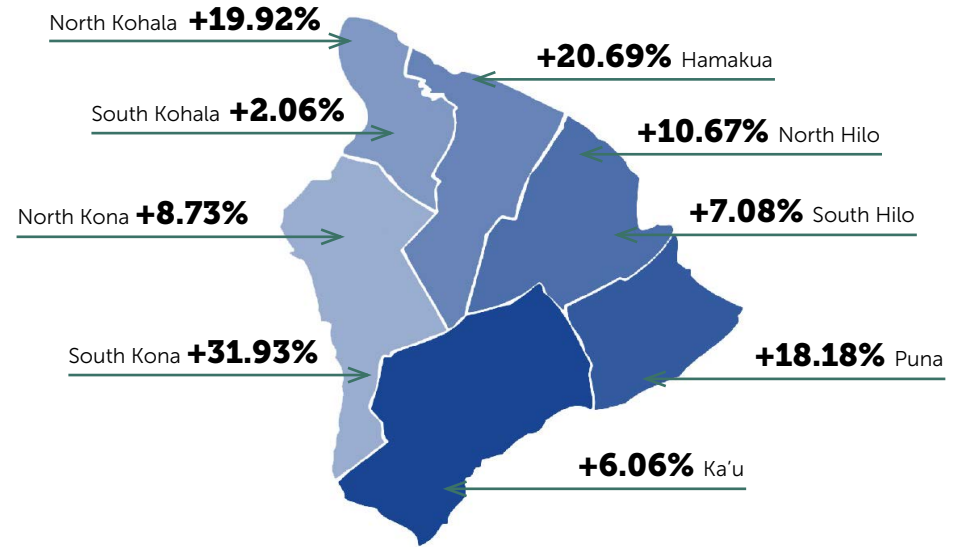 North Kohala +19.92%
+20.69% Hamakua
South Kohala +2.06%
+10.67% North Hilo
North Kona +8.73%
+7.08% South Hilo
South Kona +31.93%
+18.18% Puna
+6.06% Ka’u